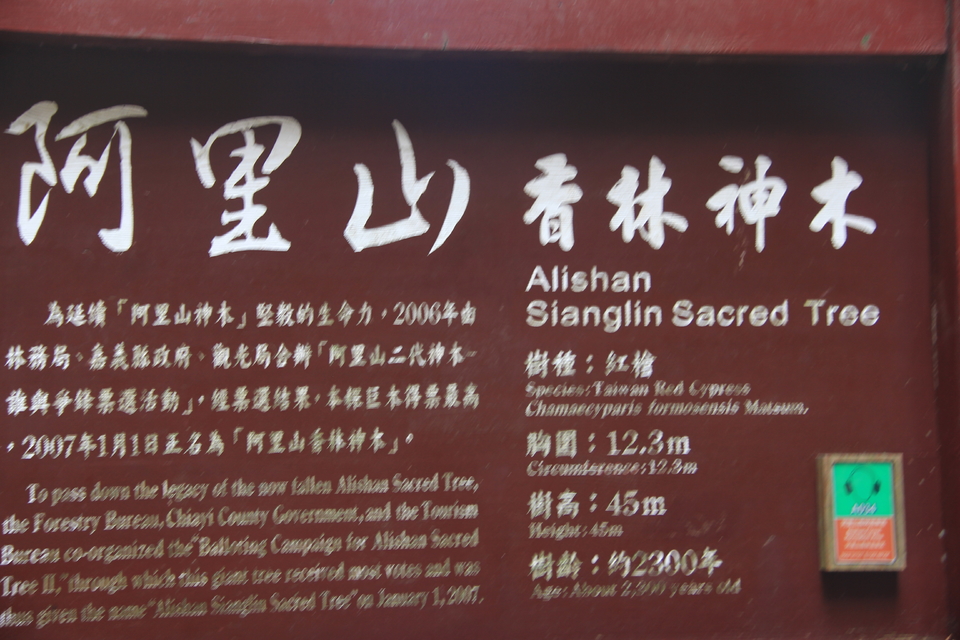 阿里山 香林神木
Alishan
Sianglin Sacred Tree
為延續「阿里山神木」堅毅的生命力,2006年由
林務局、嘉義縣政府、觀光局合辦「阿里山二代神木-
誰與爭鋒票選活動」,經票選結果,本棵巨木得票最高
,2007年1月1日正名為「阿里山香林神木」。
To pass down the legacy of the now fallen Alishan Sacred Tree,
the Forestry Bureau, Chiayi County Government, and the Tourism
Bureau co-organized the "Balloting Campaign for Alishan Sacred
Tree II," through which this giant tree received most votes and was
thus given the name "Alishan Sianglin Sacred Tree" on January 1, 2007.
樹種:紅檜
Species:Taiwan Red Cypress
Chamaecyparis formosensis Matsum.
胸圍:12.3m
Circumference:12.3m
樹高:45m
Height:45m
樹齡:約2300年
Age:About 2,300 years old